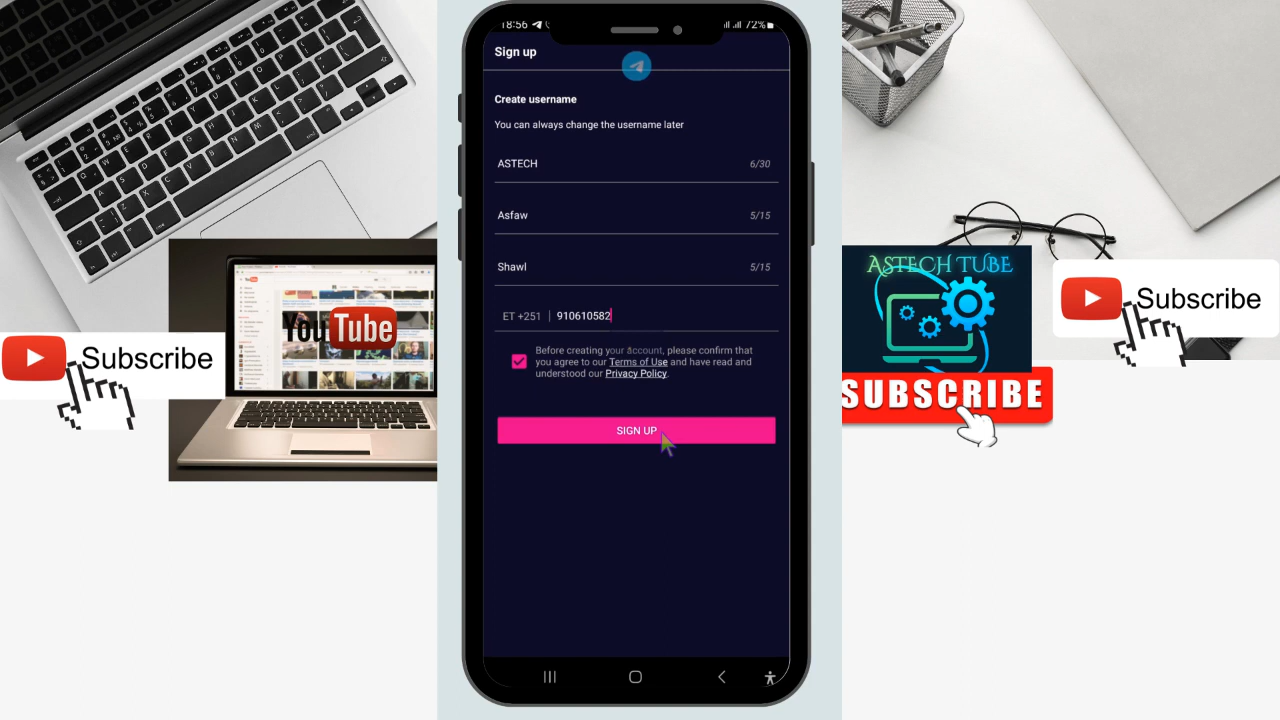 18:56
72%
Sign up
Create username
You can always change the username later
ASTECH 6/30
Asfaw 5/15
Shawl 5/15
ET +251 | 910610582
Before creating your account, please confirm that
you agree to our Terms of Use and have read and
understood our Privacy Policy.
SIGN UP
YouTube
Subscribe
ASTECH TUBE
SUBSCRIBE
Subscribe